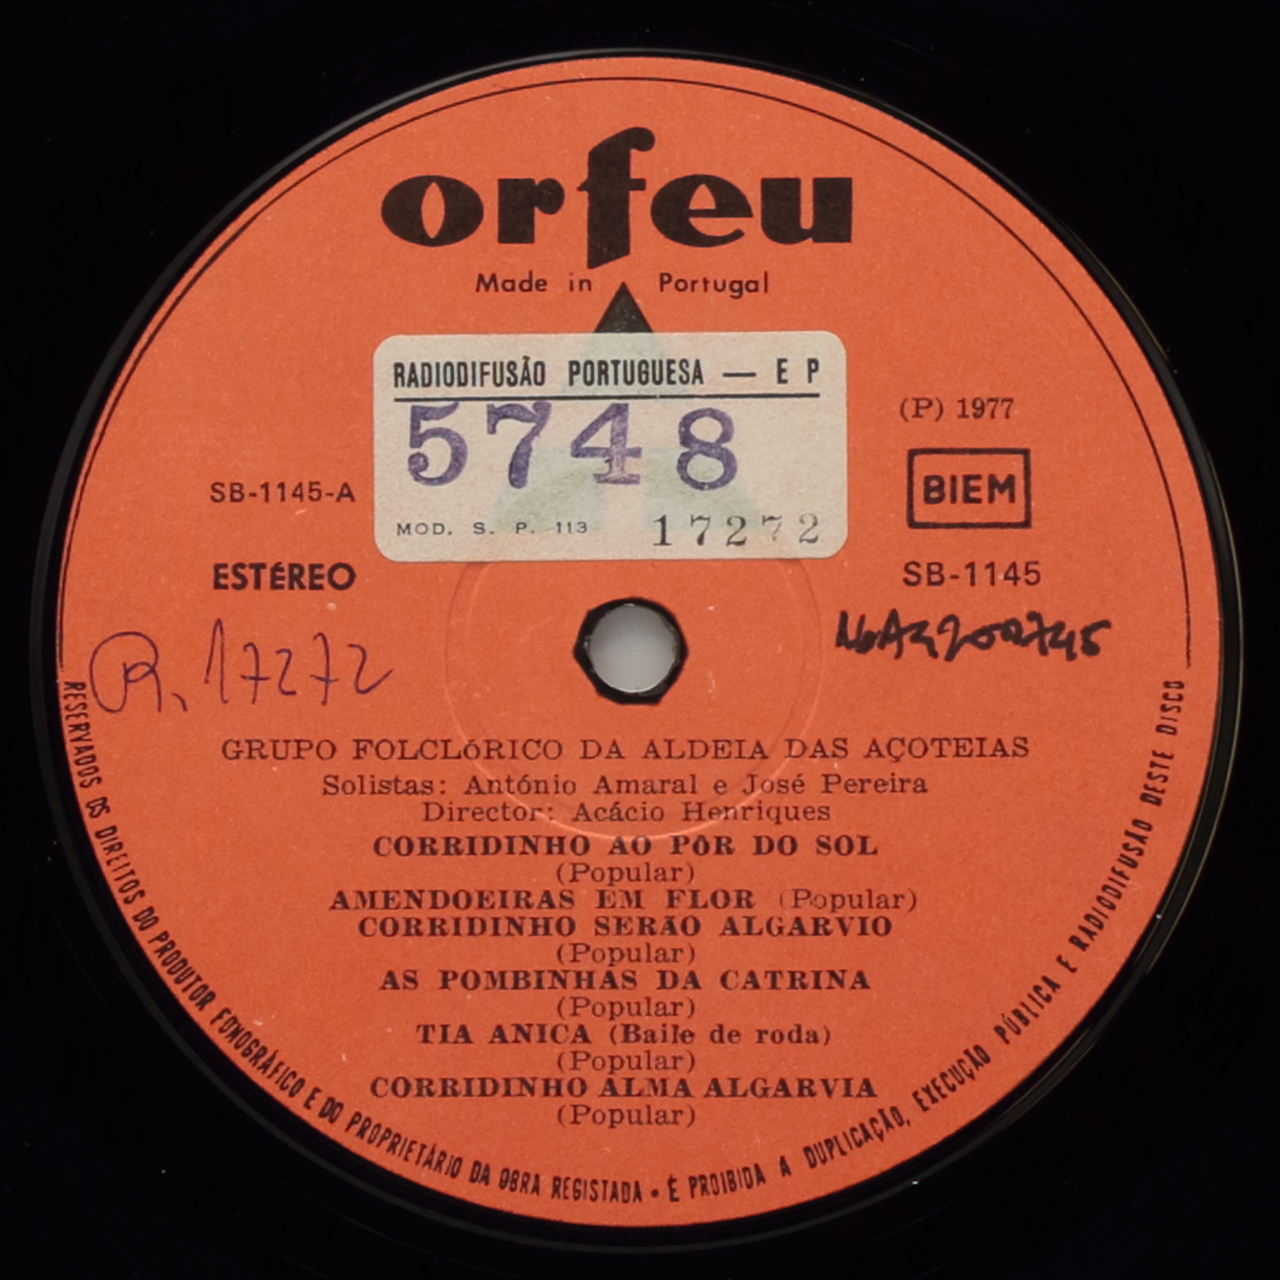 orfeu
Made in Portugal
RADIODIFUSÃO PORTUGUESA — E P
5748
MOD. S. P. 113 17272
(P) 1977
BIEM
SB-1145-A
SB-1145
ESTÉREO
R. 17272
GRUPO FOLCLÓRICO DA ALDEIA DAS AÇOTEIAS
Solistas: António Amaral e José Pereira
Director: Acácio Henriques
CORRIDINHO AO PÔR DO SOL
(Popular)
AMENDOEIRAS EM FLOR (Popular)
CORRIDINHO SERÃO ALGARVIO
(Popular)
AS POMBINHAS DA CATRINA
(Popular)
TIA ANICA (Baile de roda)
(Popular)
CORRIDINHO ALMA ALGARVIA
(Popular)
RESERVADOS OS DIREITOS DO PRODUTOR FONOGRÁFICO E DO PROPRIETÁRIO DA OBRA REGISTADA • É PROIBIDA A DUPLICAÇÃO, EXECUÇÃO PÚBLICA E RADIODIFUSÃO DESTE DISCO